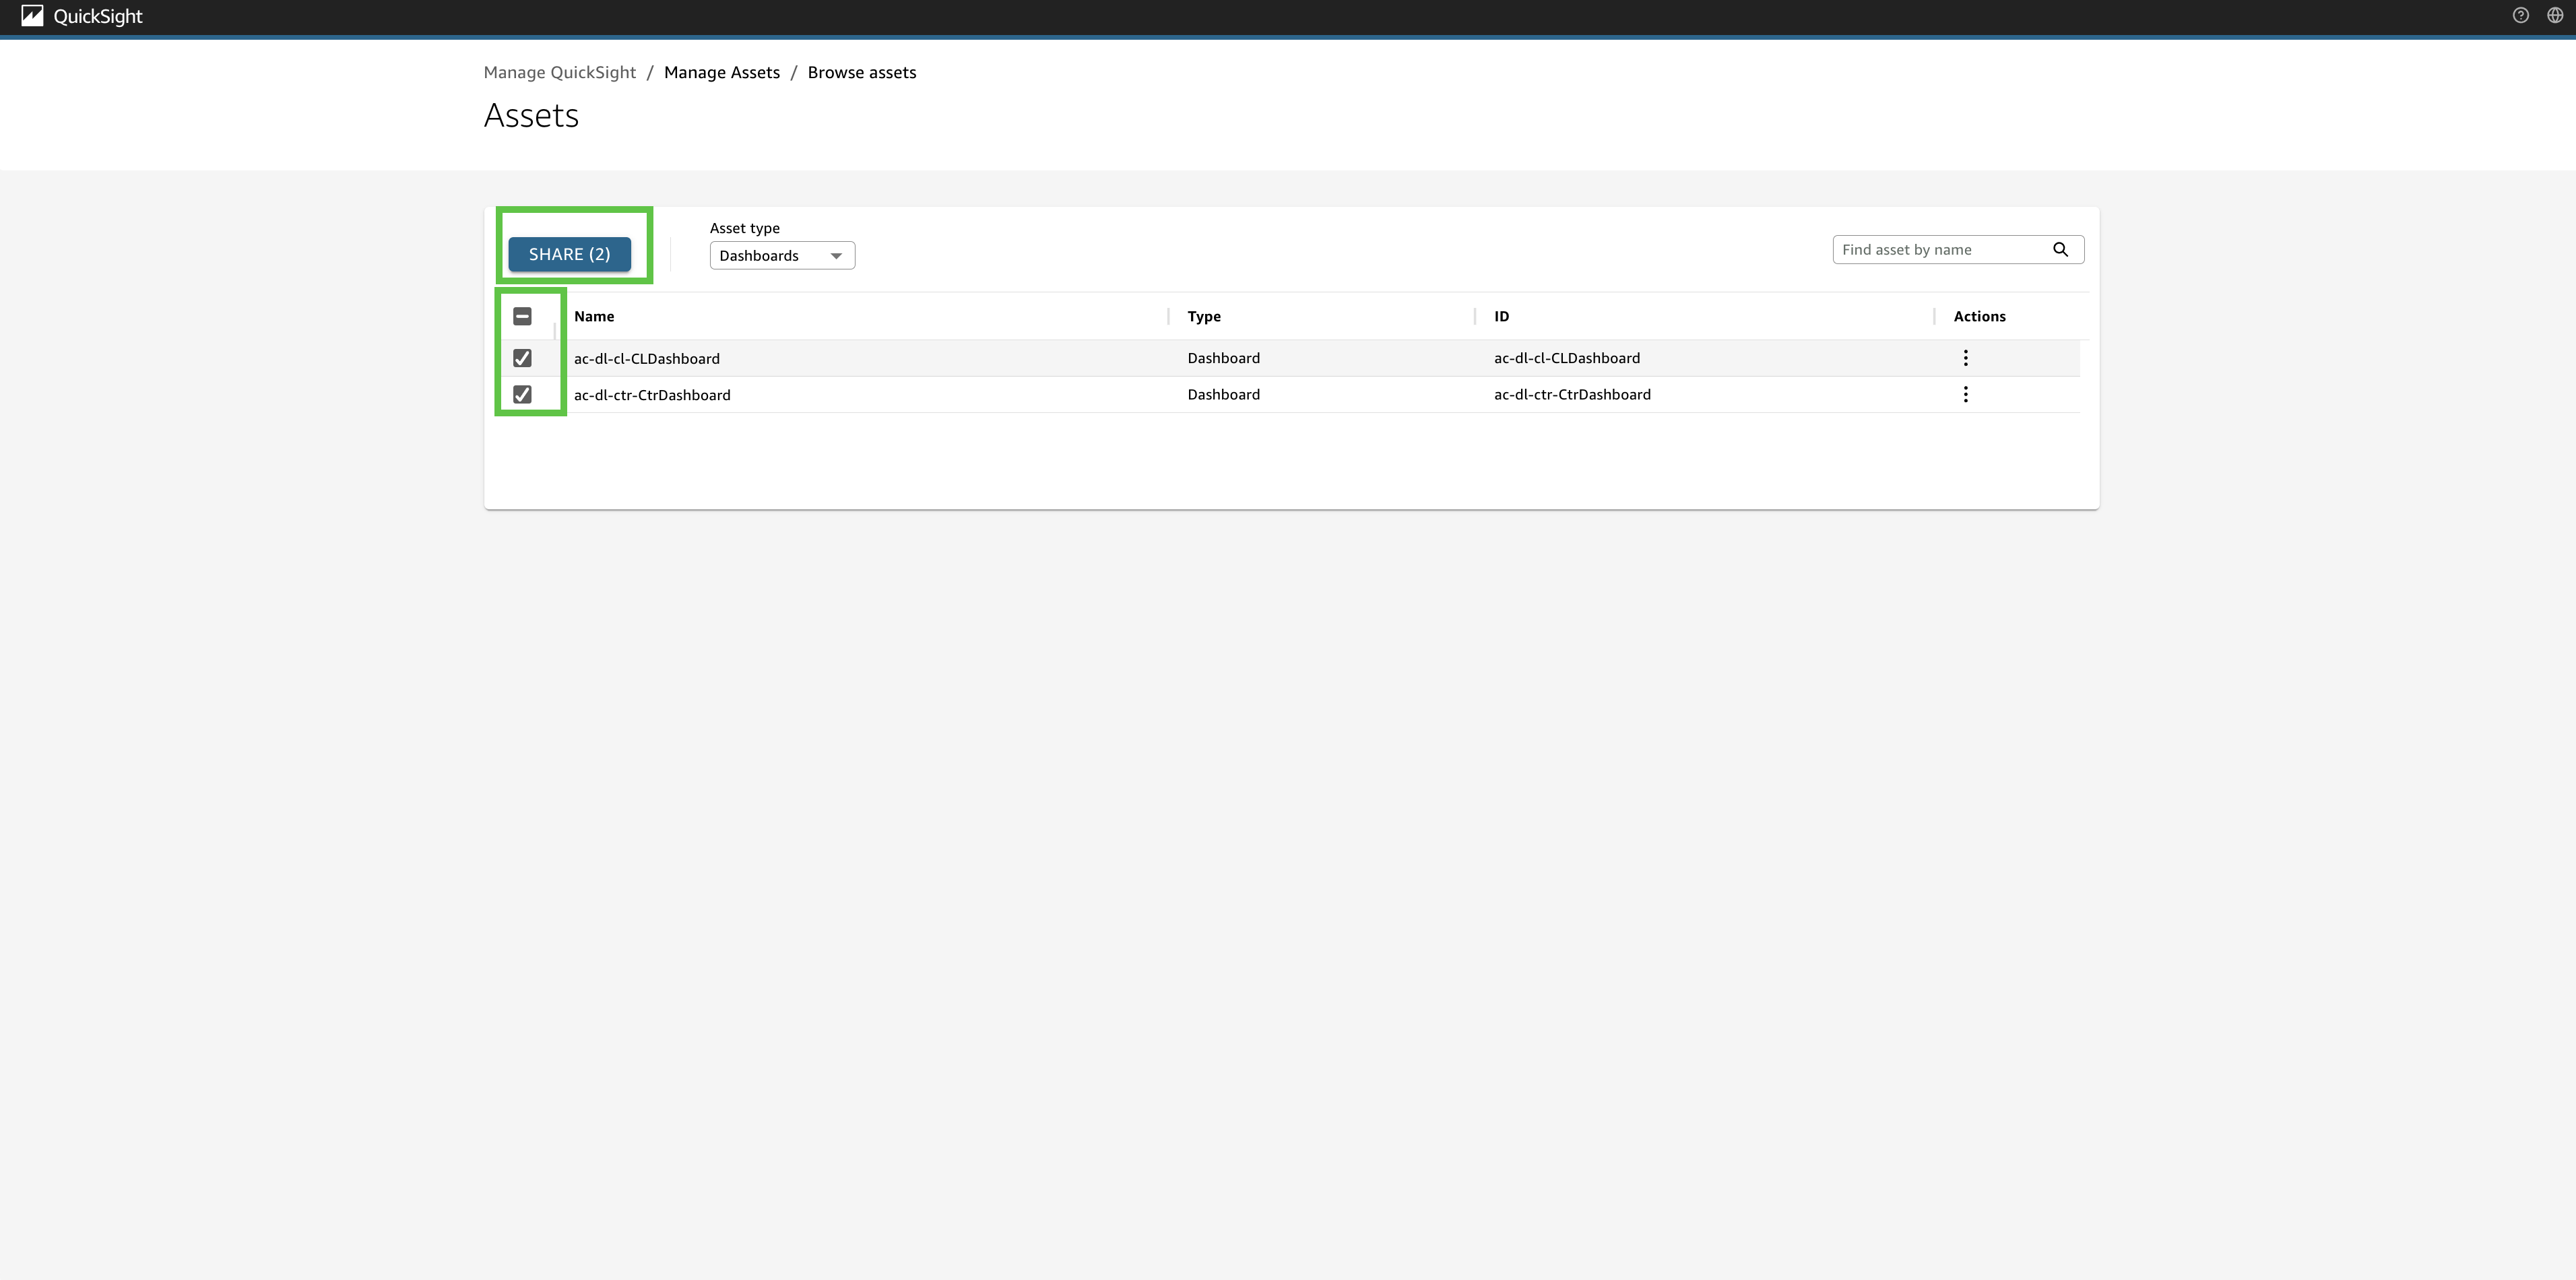 QuickSight
Manage QuickSight / Manage Assets / Browse assets
Assets
SHARE (2)
Asset type
Dashboards
Find asset by name
Name Type ID Actions
ac-dl-cl-CLDashboard Dashboard ac-dl-cl-CLDashboard
ac-dl-ctr-CtrDashboard Dashboard ac-dl-ctr-CtrDashboard